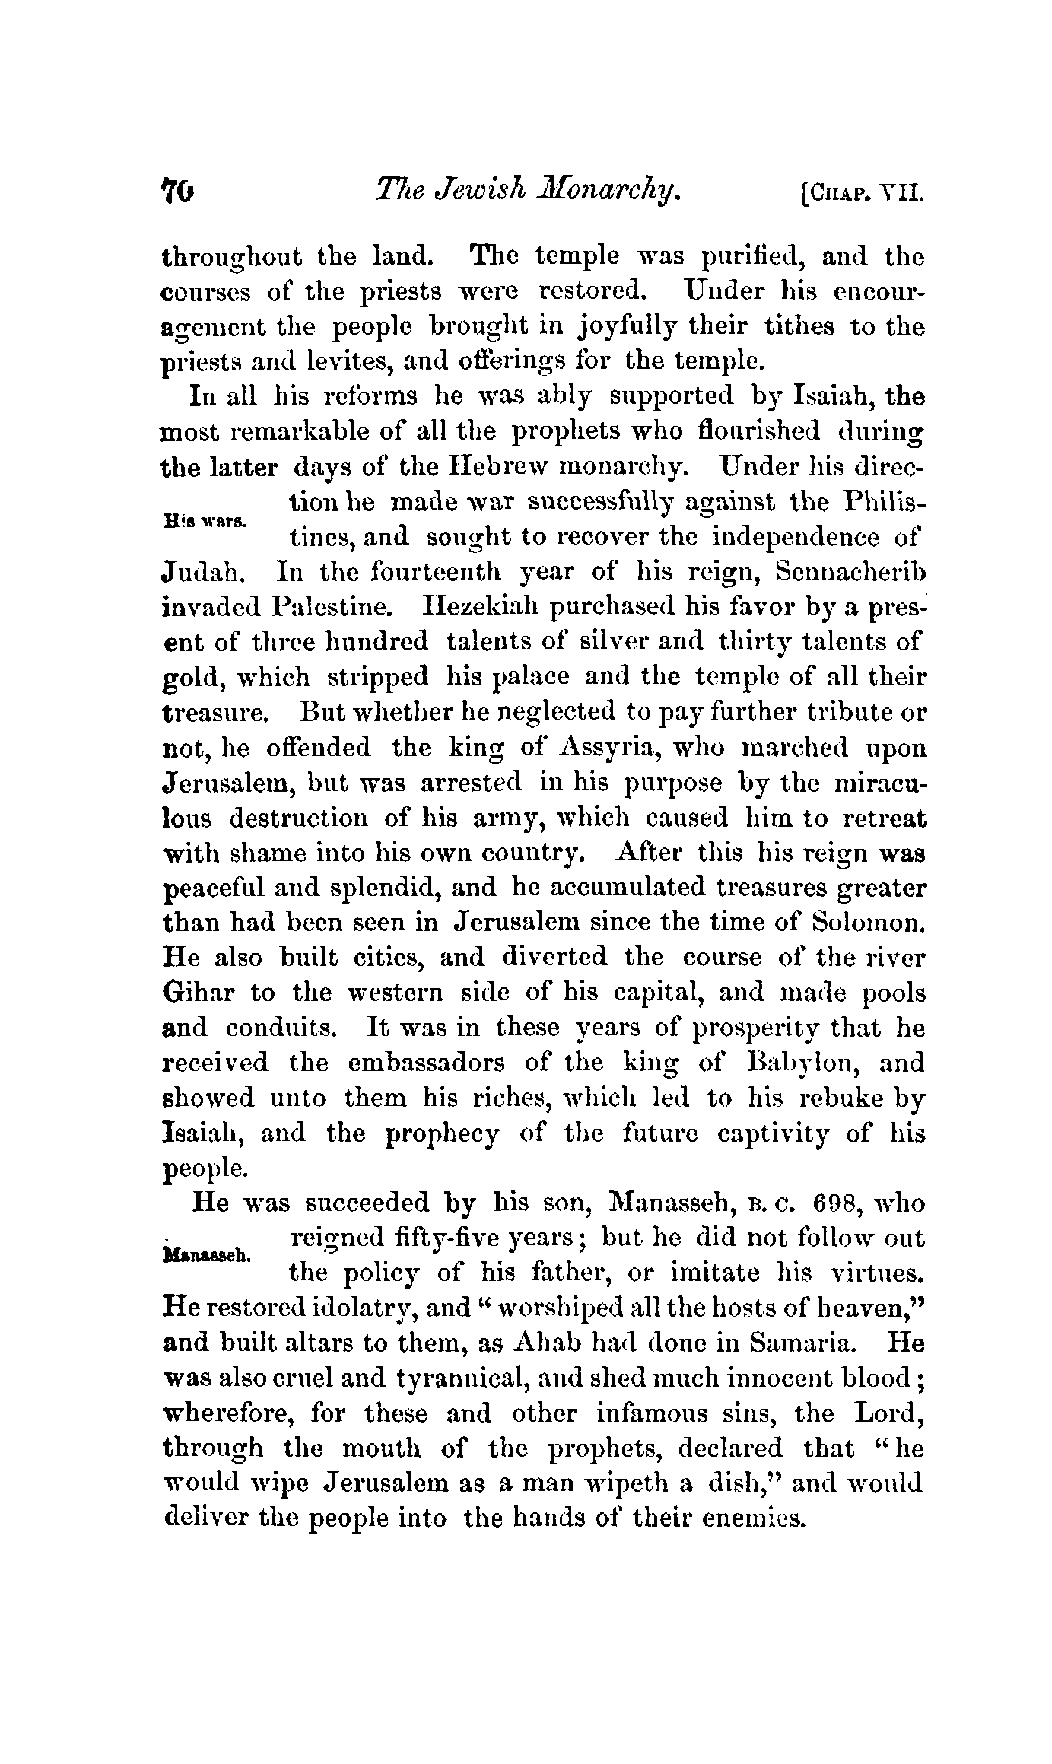 70 The Jewish Monarchy. [CHAP. VII.
throughout the land. The temple was purified, and the
courses of the priests were restored. Under his encour-
agement the people brought in joyfully their tithes to the
priests and levites, and offerings for the temple.
In all his reforms he was ably supported by Isaiah, the
most remarkable of all the prophets who flourished during
the latter days of the Hebrew monarchy. Under his direc-
tion he made war successfully against the Philis-
His wars.
tines, and sought to recover the independence of
Judah. In the fourteenth year of his reign, Sennacherib
invaded Palestine. Hezekiah purchased his favor by a pres-
ent of three hundred talents of silver and thirty talents of
gold, which stripped his palace and the temple of all their
treasure. But whether he neglected to pay further tribute or
not, he offended the king of Assyria, who marched upon
Jerusalem, but was arrested in his purpose by the miracu-
lous destruction of his army, which caused him to retreat
with shame into his own country. After this his reign was
peaceful and splendid, and he accumulated treasures greater
than had been seen in Jerusalem since the time of Solomon.
He also built cities, and diverted the course of the river
Gihar to the western side of his capital, and made pools
and conduits. It was in these years of prosperity that he
received the embassadors of the king of Babylon, and
showed unto them his riches, which led to his rebuke by
Isaiah, and the prophecy of the future captivity of his
people.
He was succeeded by his son, Manasseh, B. C. 698, who
reigned fifty-five years; but he did not follow out
Manasseh.
the policy of his father, or imitate his virtues.
He restored idolatry, and "worshiped all the hosts of heaven,"
and built altars to them, as Ahab had done in Samaria. He
was also cruel and tyrannical, and shed much innocent blood;
wherefore, for these and other infamous sins, the Lord,
through the mouth of the prophets, declared that "he
would wipe Jerusalem as a man wipeth a dish," and would
deliver the people into the hands of their enemies.